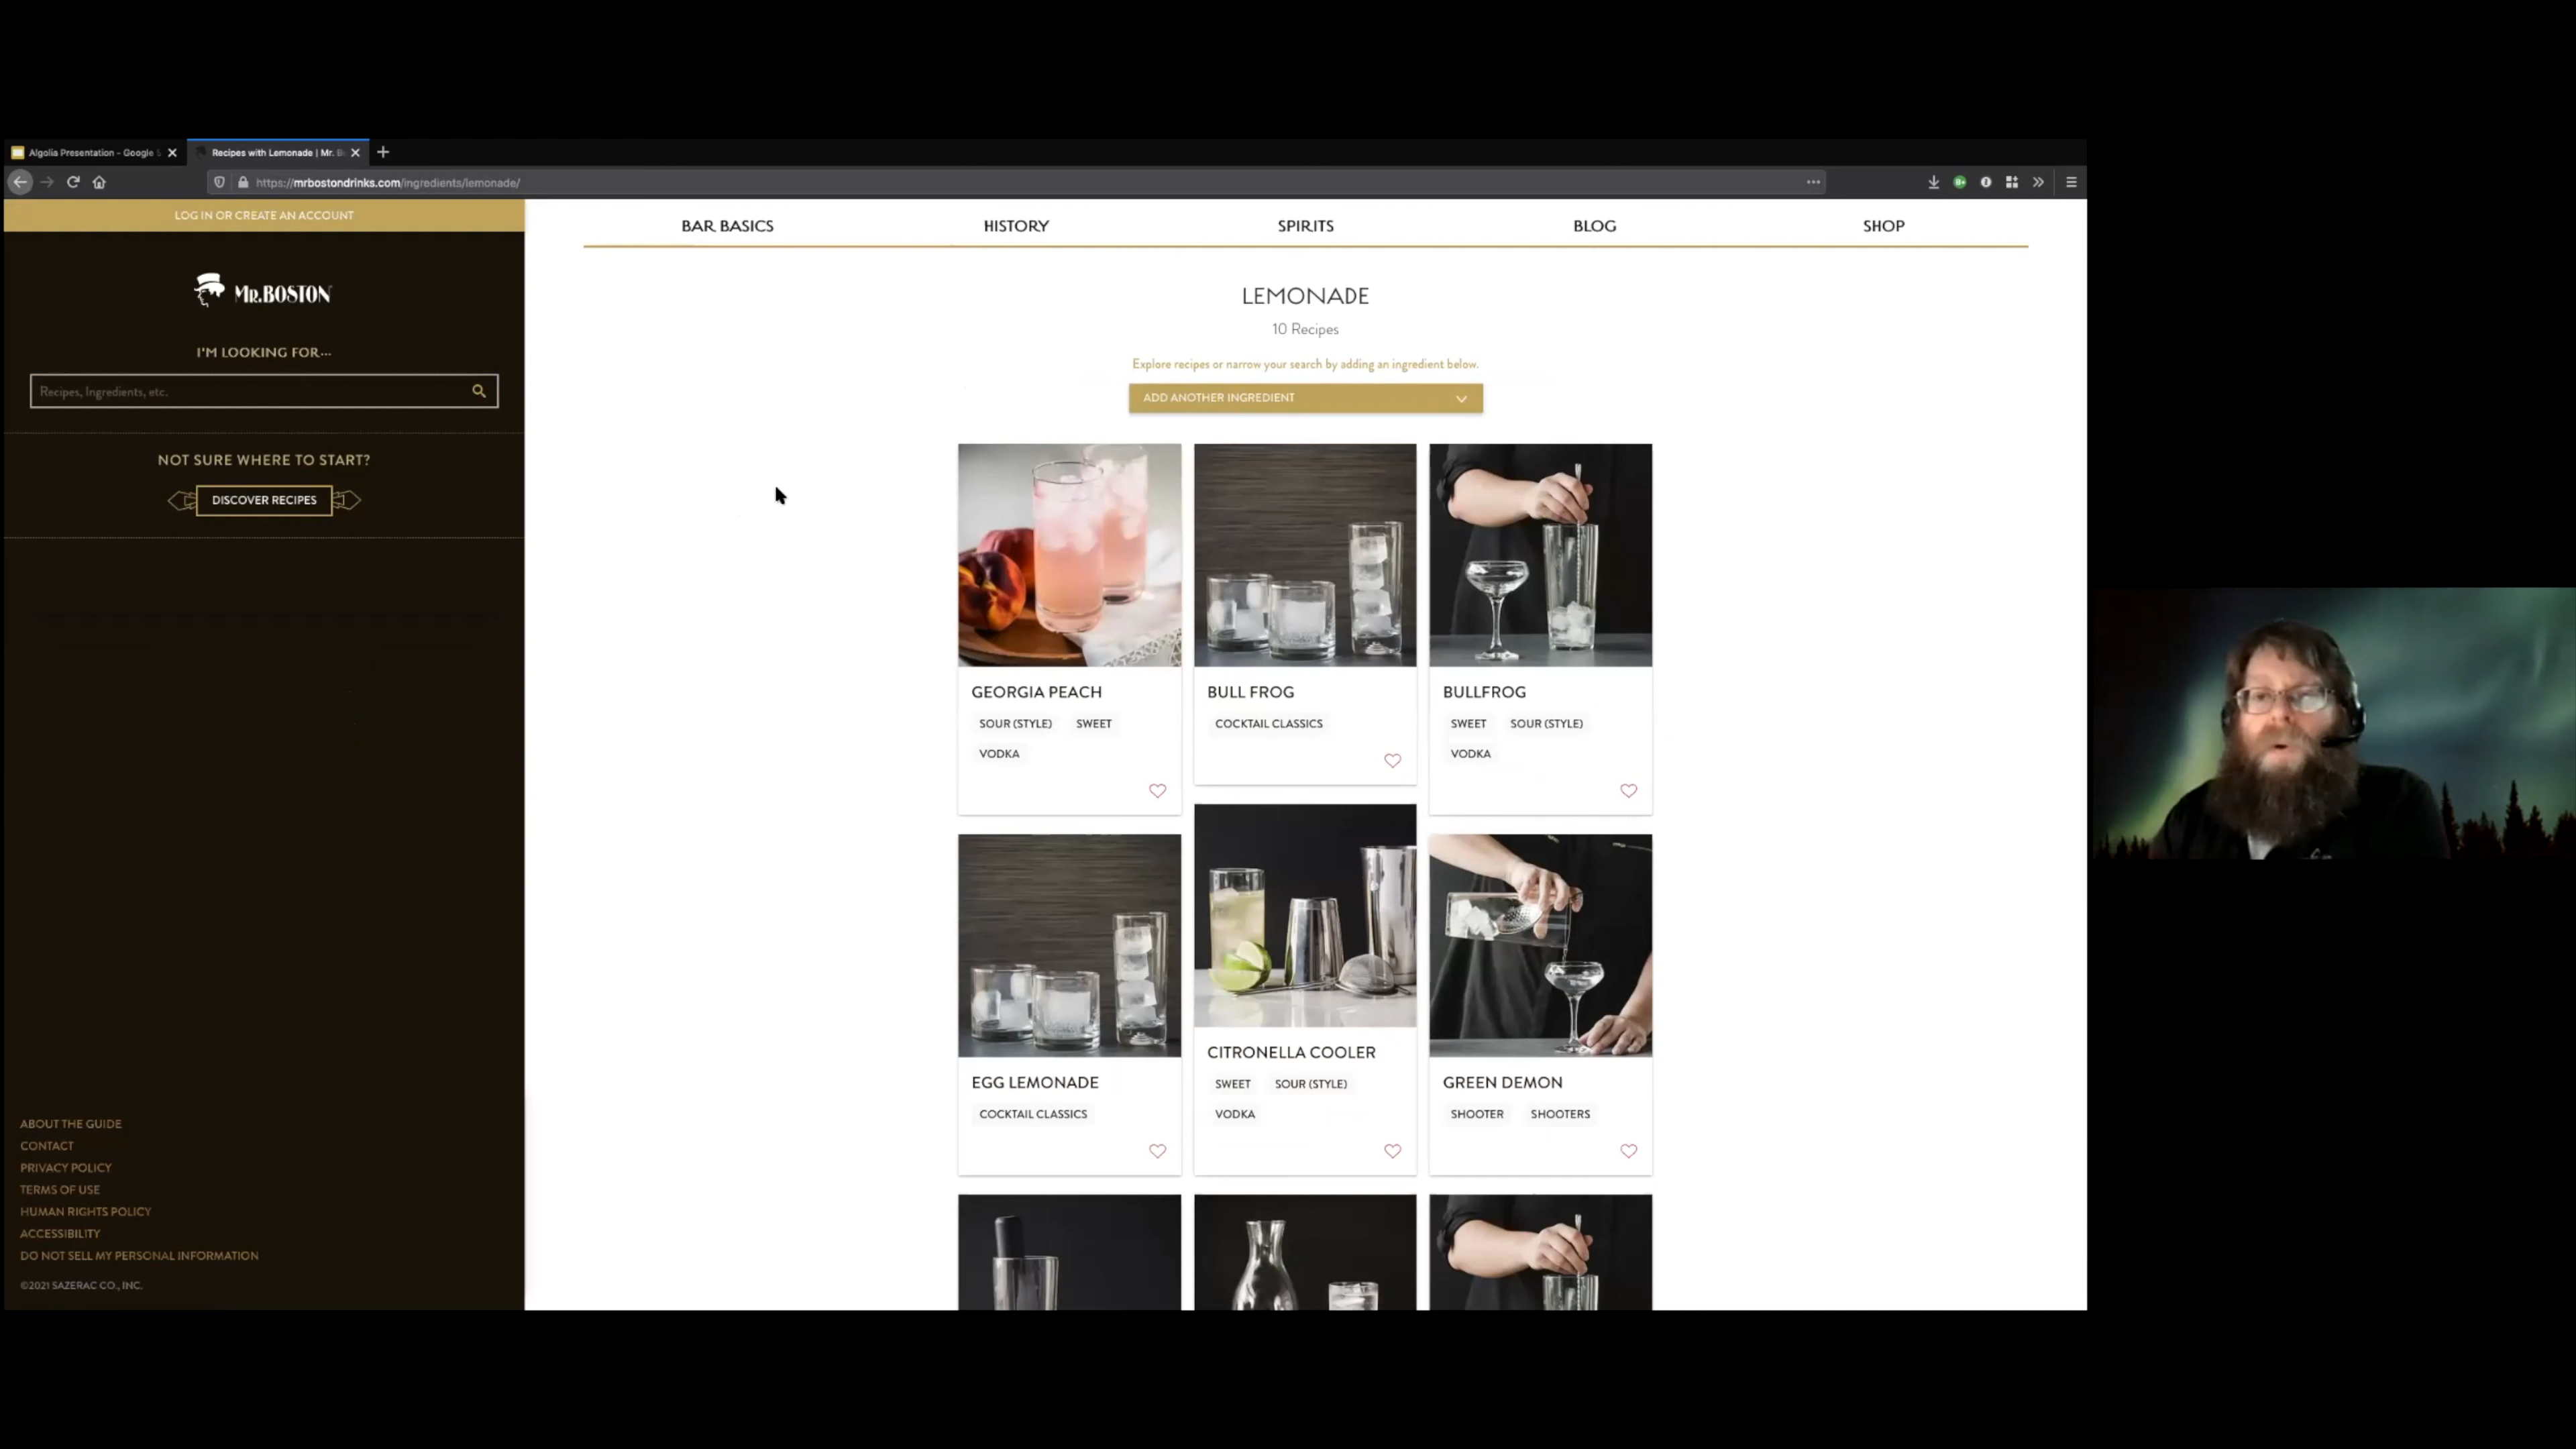 Algolia Presentation - Google S
Recipes with Lemonade | Mr. B
https://mrbostondrinks.com/ingredients/lemonade/
LOG IN OR CREATE AN ACCOUNT
MR.BOSTON
I'M LOOKING FOR...
Recipes, Ingredients, etc.
NOT SURE WHERE TO START?
DISCOVER RECIPES
ABOUT THE GUIDE
CONTACT
PRIVACY POLICY
TERMS OF USE
HUMAN RIGHTS POLICY
ACCESSIBILITY
DO NOT SELL MY PERSONAL INFORMATION
©2021 SAZERAC CO., INC.
BAR BASICS HISTORY SPIRITS BLOG SHOP
LEMONADE
10 Recipes
Explore recipes or narrow your search by adding an ingredient below.
ADD ANOTHER INGREDIENT
GEORGIA PEACH
SOUR (STYLE) SWEET
VODKA
BULL FROG
COCKTAIL CLASSICS
BULLFROG
SWEET SOUR (STYLE)
VODKA
EGG LEMONADE
COCKTAIL CLASSICS
CITRONELLA COOLER
SWEET SOUR (STYLE)
VODKA
GREEN DEMON
SHOOTER SHOOTERS